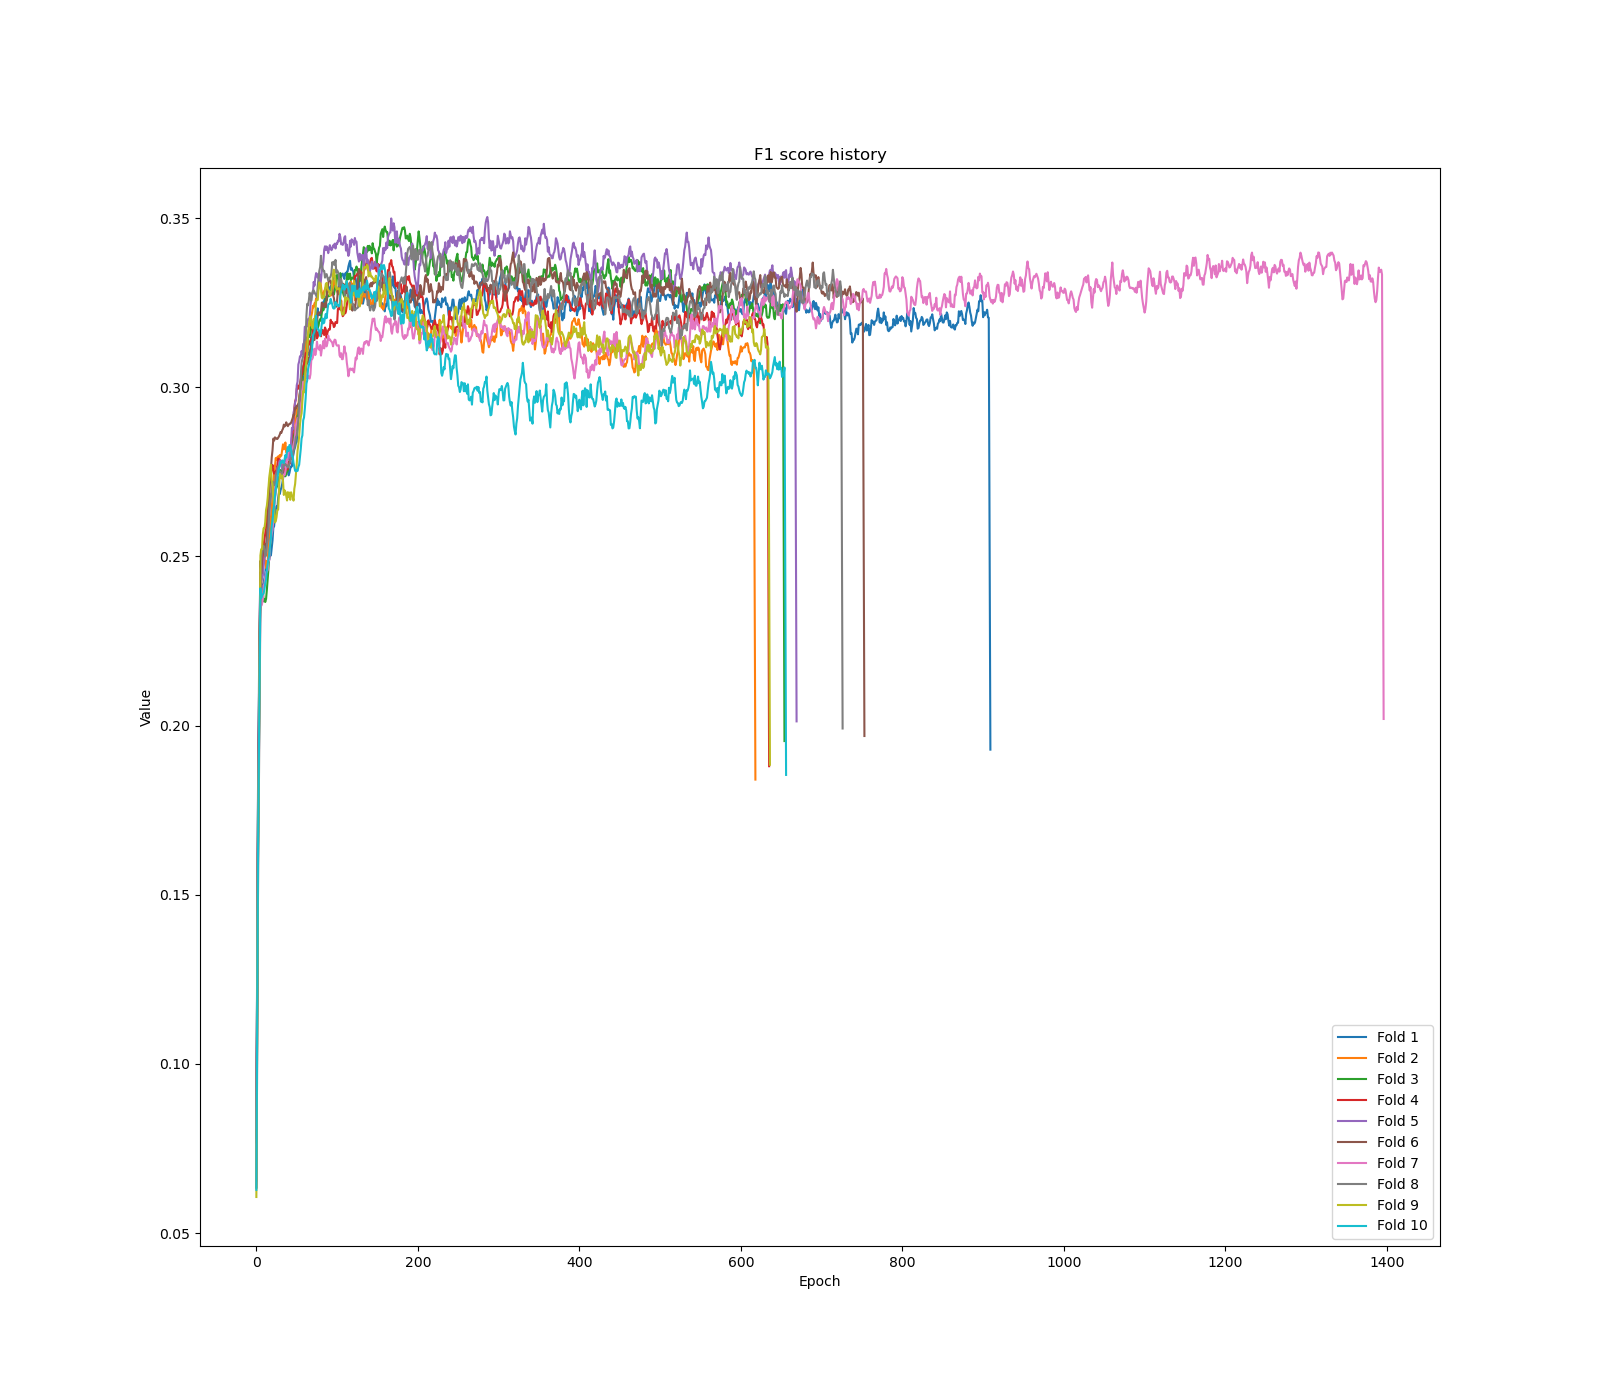 F1 score history
Value
0.35
0.30
0.25
0.20
0.15
0.10
0.05
0 200 400 600 800 1000 1200 1400
Epoch
Fold 1
Fold 2
Fold 3
Fold 4
Fold 5
Fold 6
Fold 7
Fold 8
Fold 9
Fold 10